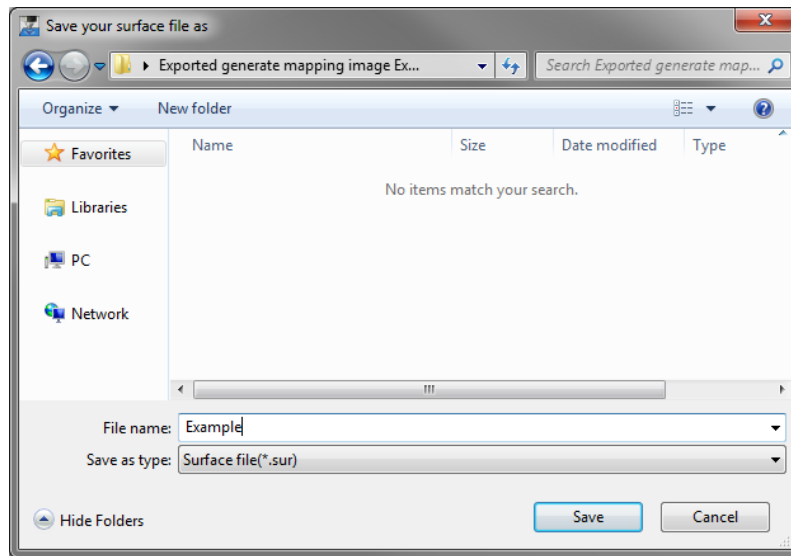 Save your surface file as
Exported generate mapping image Ex...
Search Exported generate map...
Organize
New folder
Name Size Date modified Type
Favorites
No items match your search.
Libraries
PC
Network
File name: Example
Save as type: Surface file(*.sur)
Hide Folders
Save
Cancel